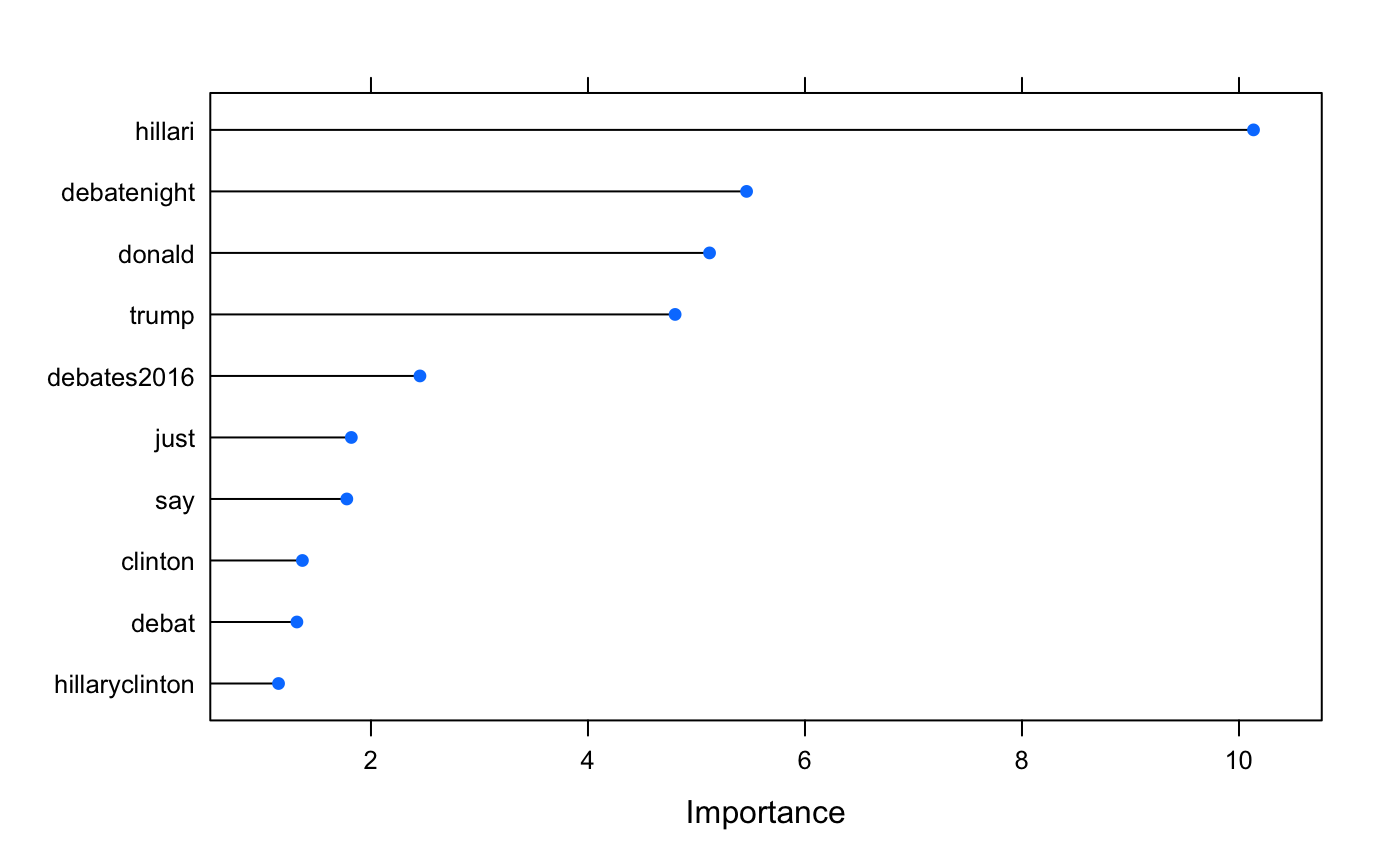 hillari
debatenight
donald
trump
debates2016
just
say
clinton
debat
hillaryclinton
2 4 6 8 10
Importance